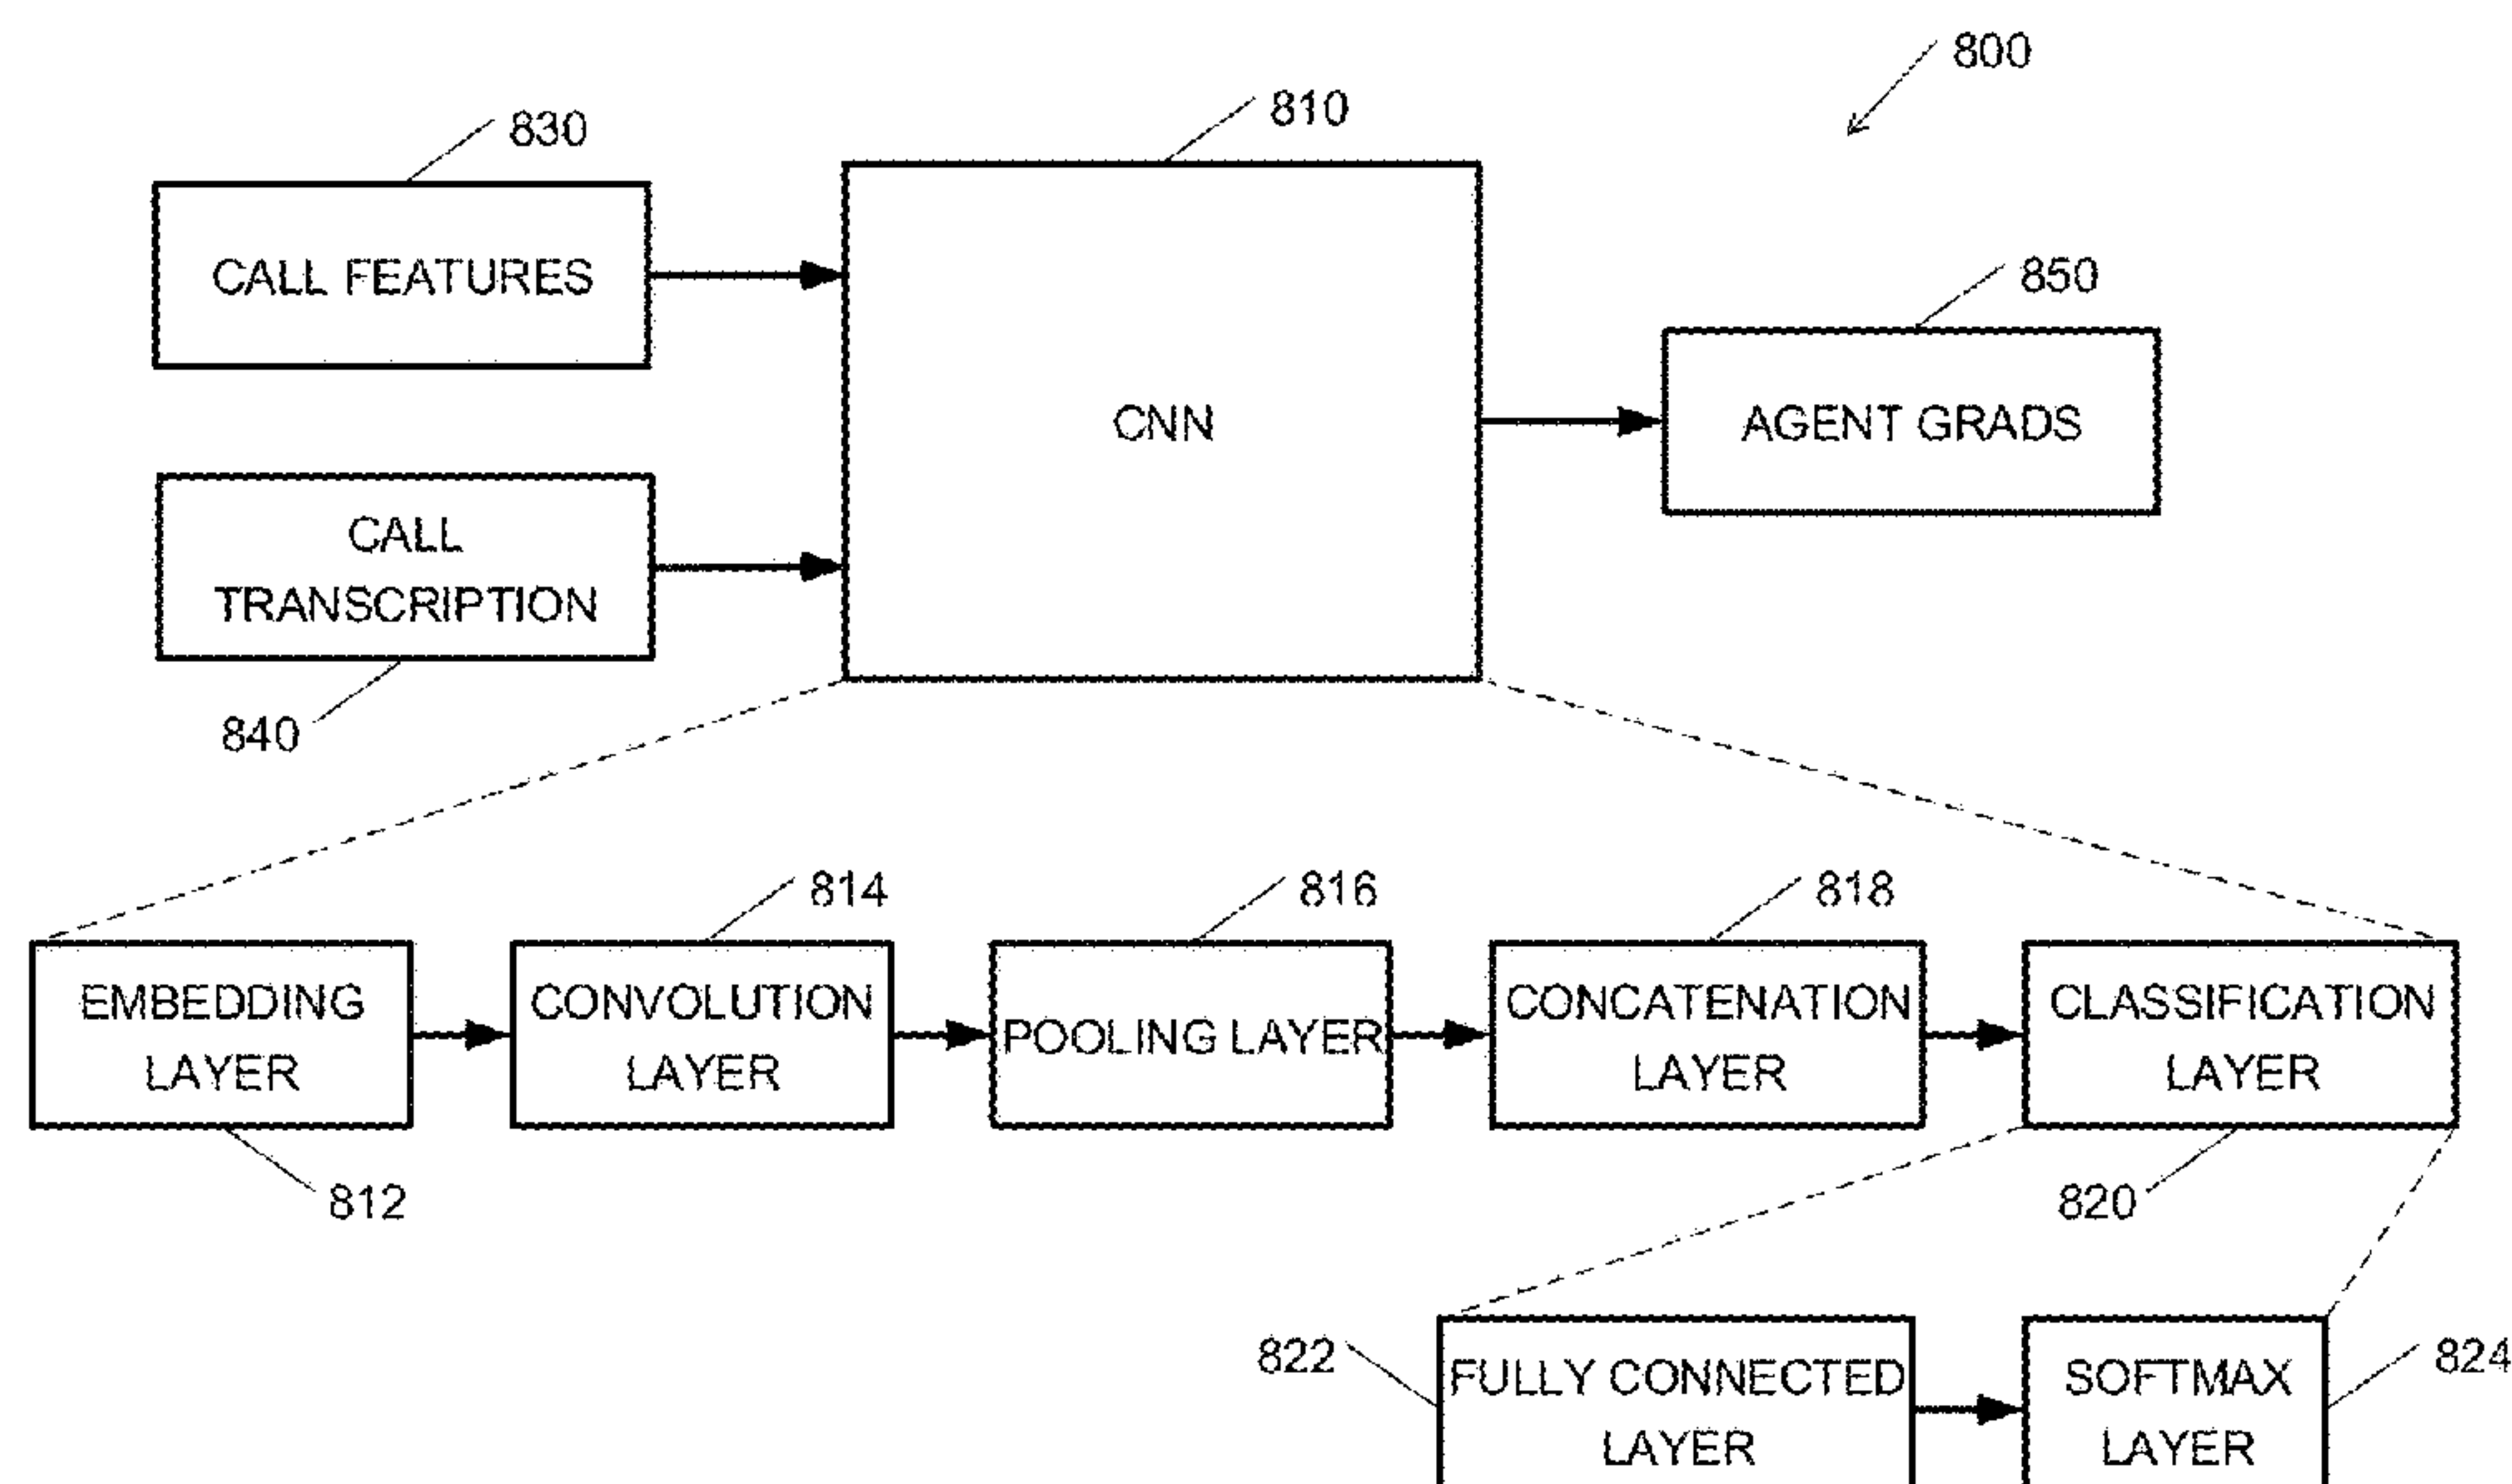 800
830
810
CALL FEATURES
850
CNN
AGENT GRADS
CALL
TRANSCRIPTION
840
814
816
818
EMBEDDING
LAYER
CONVOLUTION
LAYER
POOLING LAYER
CONCATENATION
LAYER
CLASSIFICATION
LAYER
812
820
822
FULLY CONNECTED
LAYER
SOFTMAX
LAYER
824